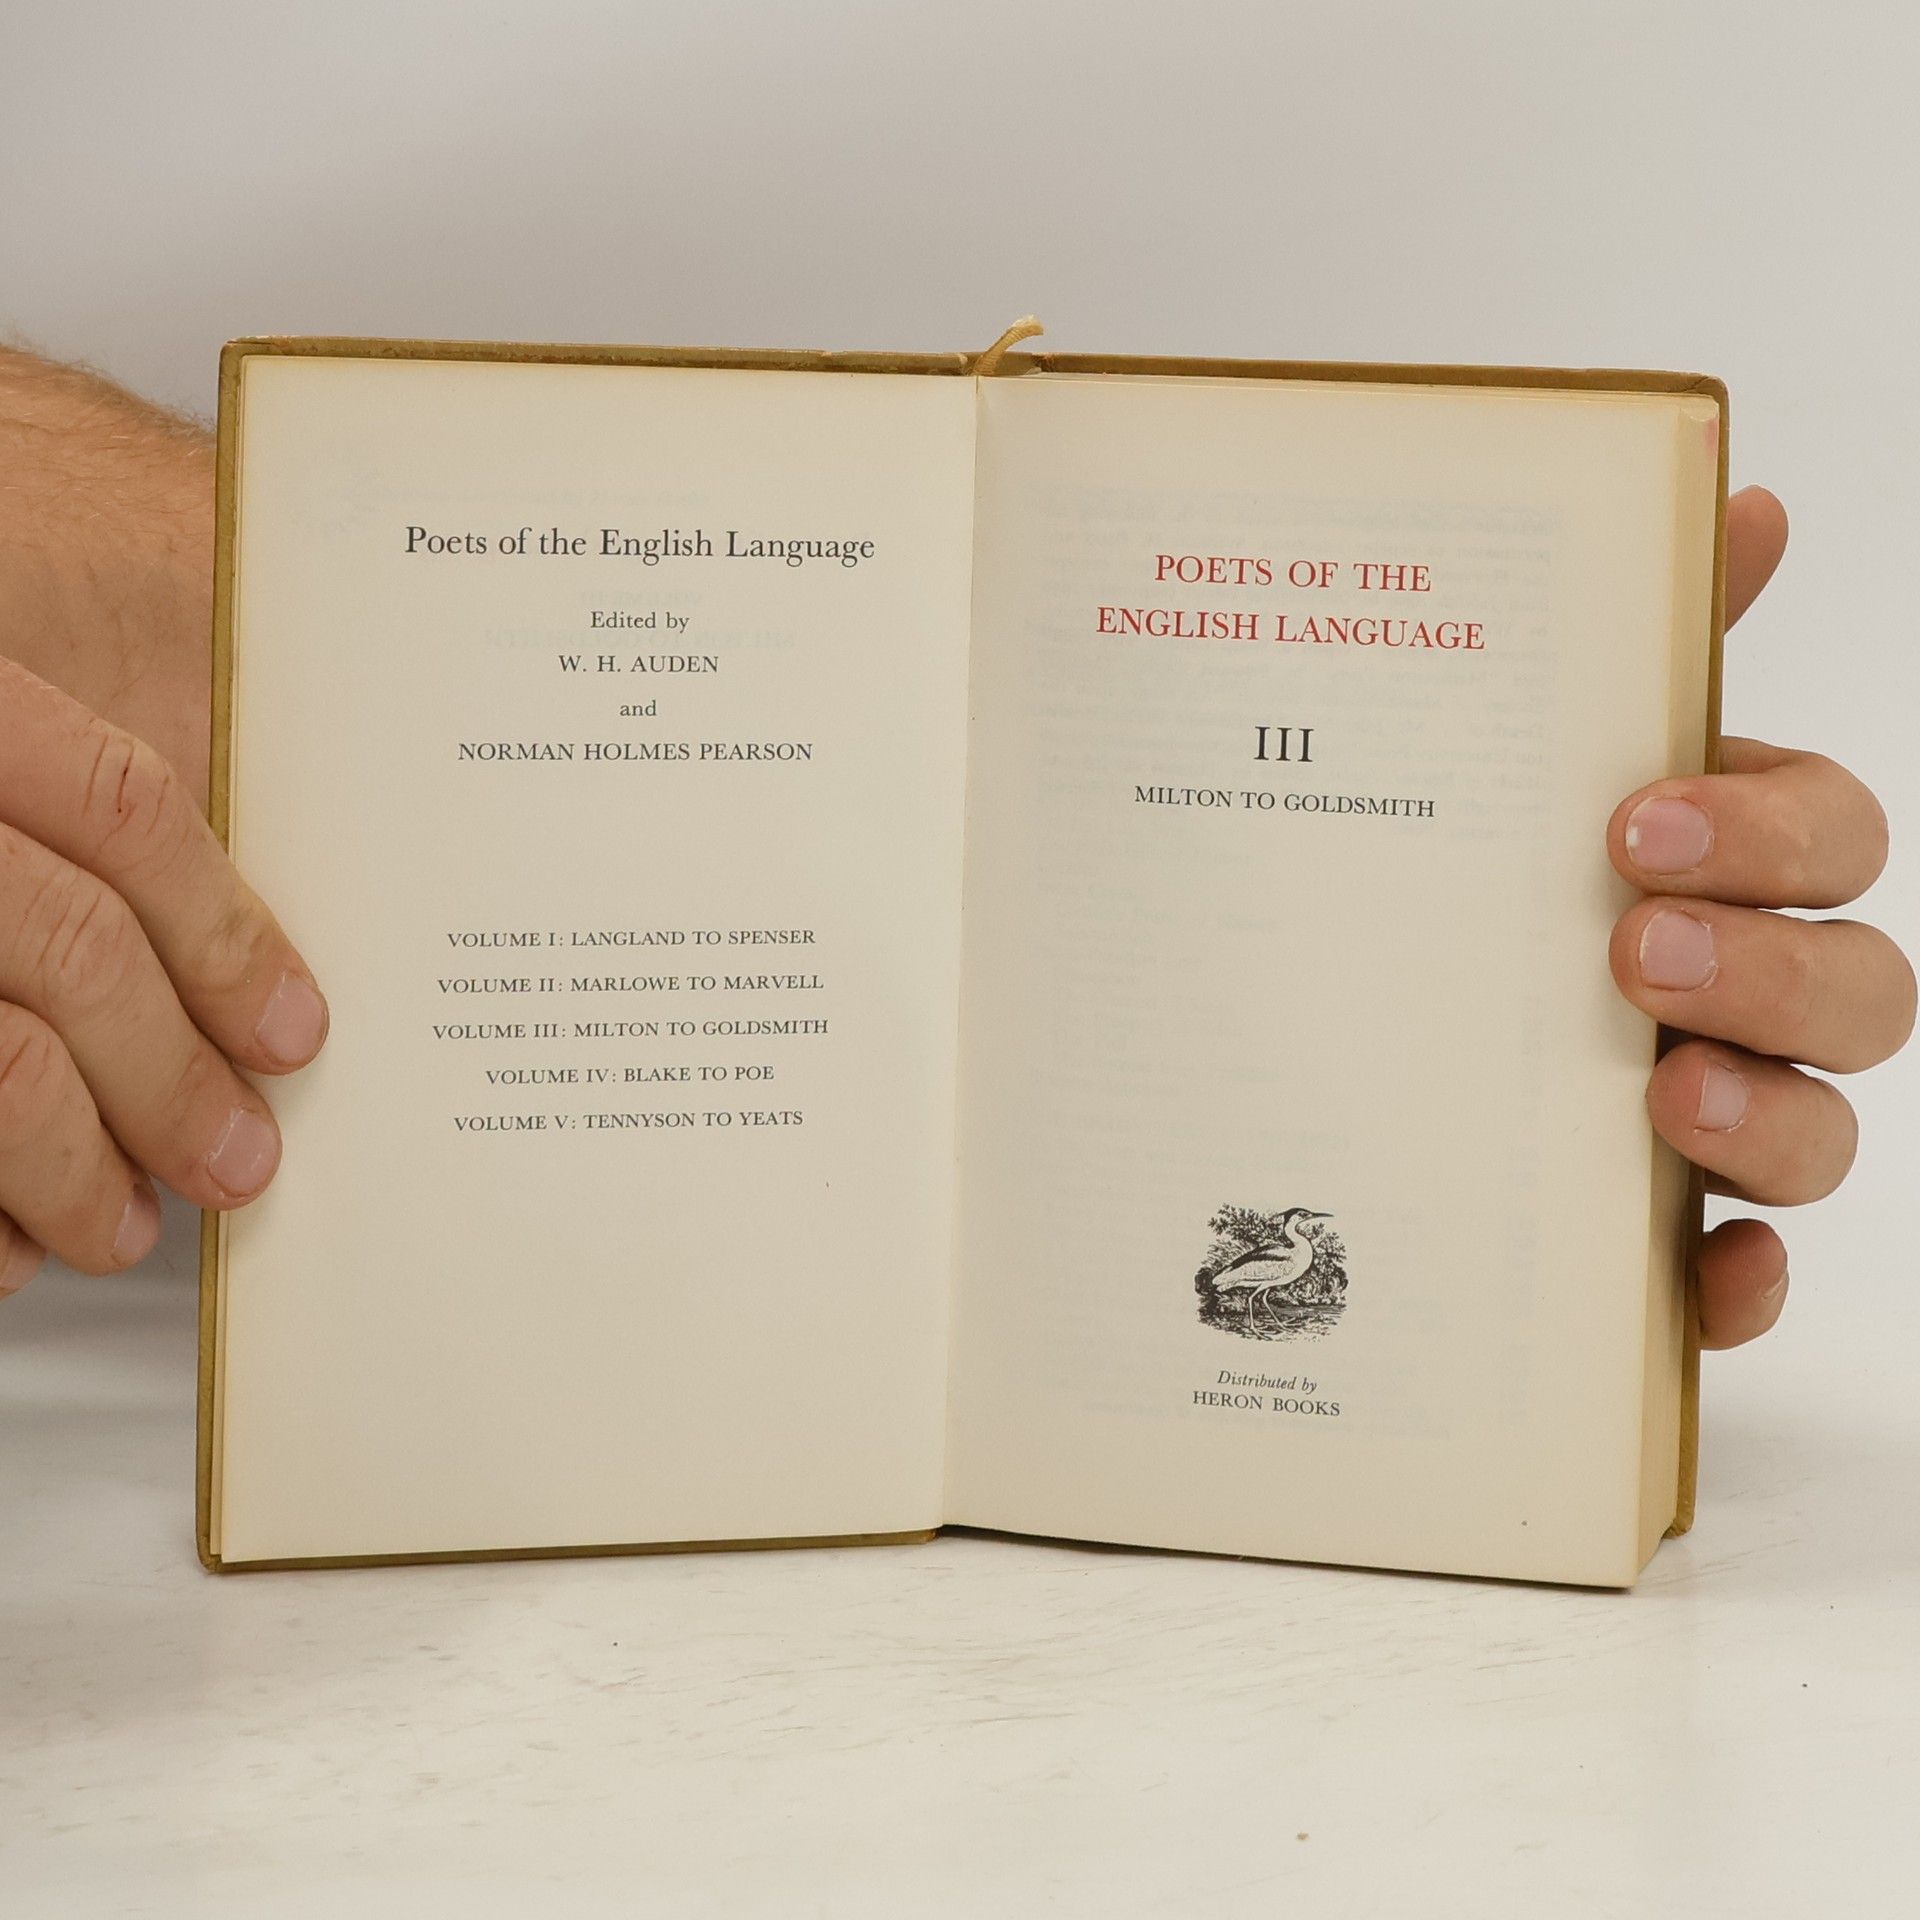 Poets of the English Language
Edited by
W. H. AUDEN
and
NORMAN HOLMES PEARSON
VOLUME I: LANGLAND TO SPENSER
VOLUME II: MARLOWE TO MARVELL
VOLUME III: MILTON TO GOLDSMITH
VOLUME IV: BLAKE TO POE
VOLUME V: TENNYSON TO YEATS
POETS OF THE
ENGLISH LANGUAGE
III
MILTON TO GOLDSMITH
Distributed by
HERON BOOKS